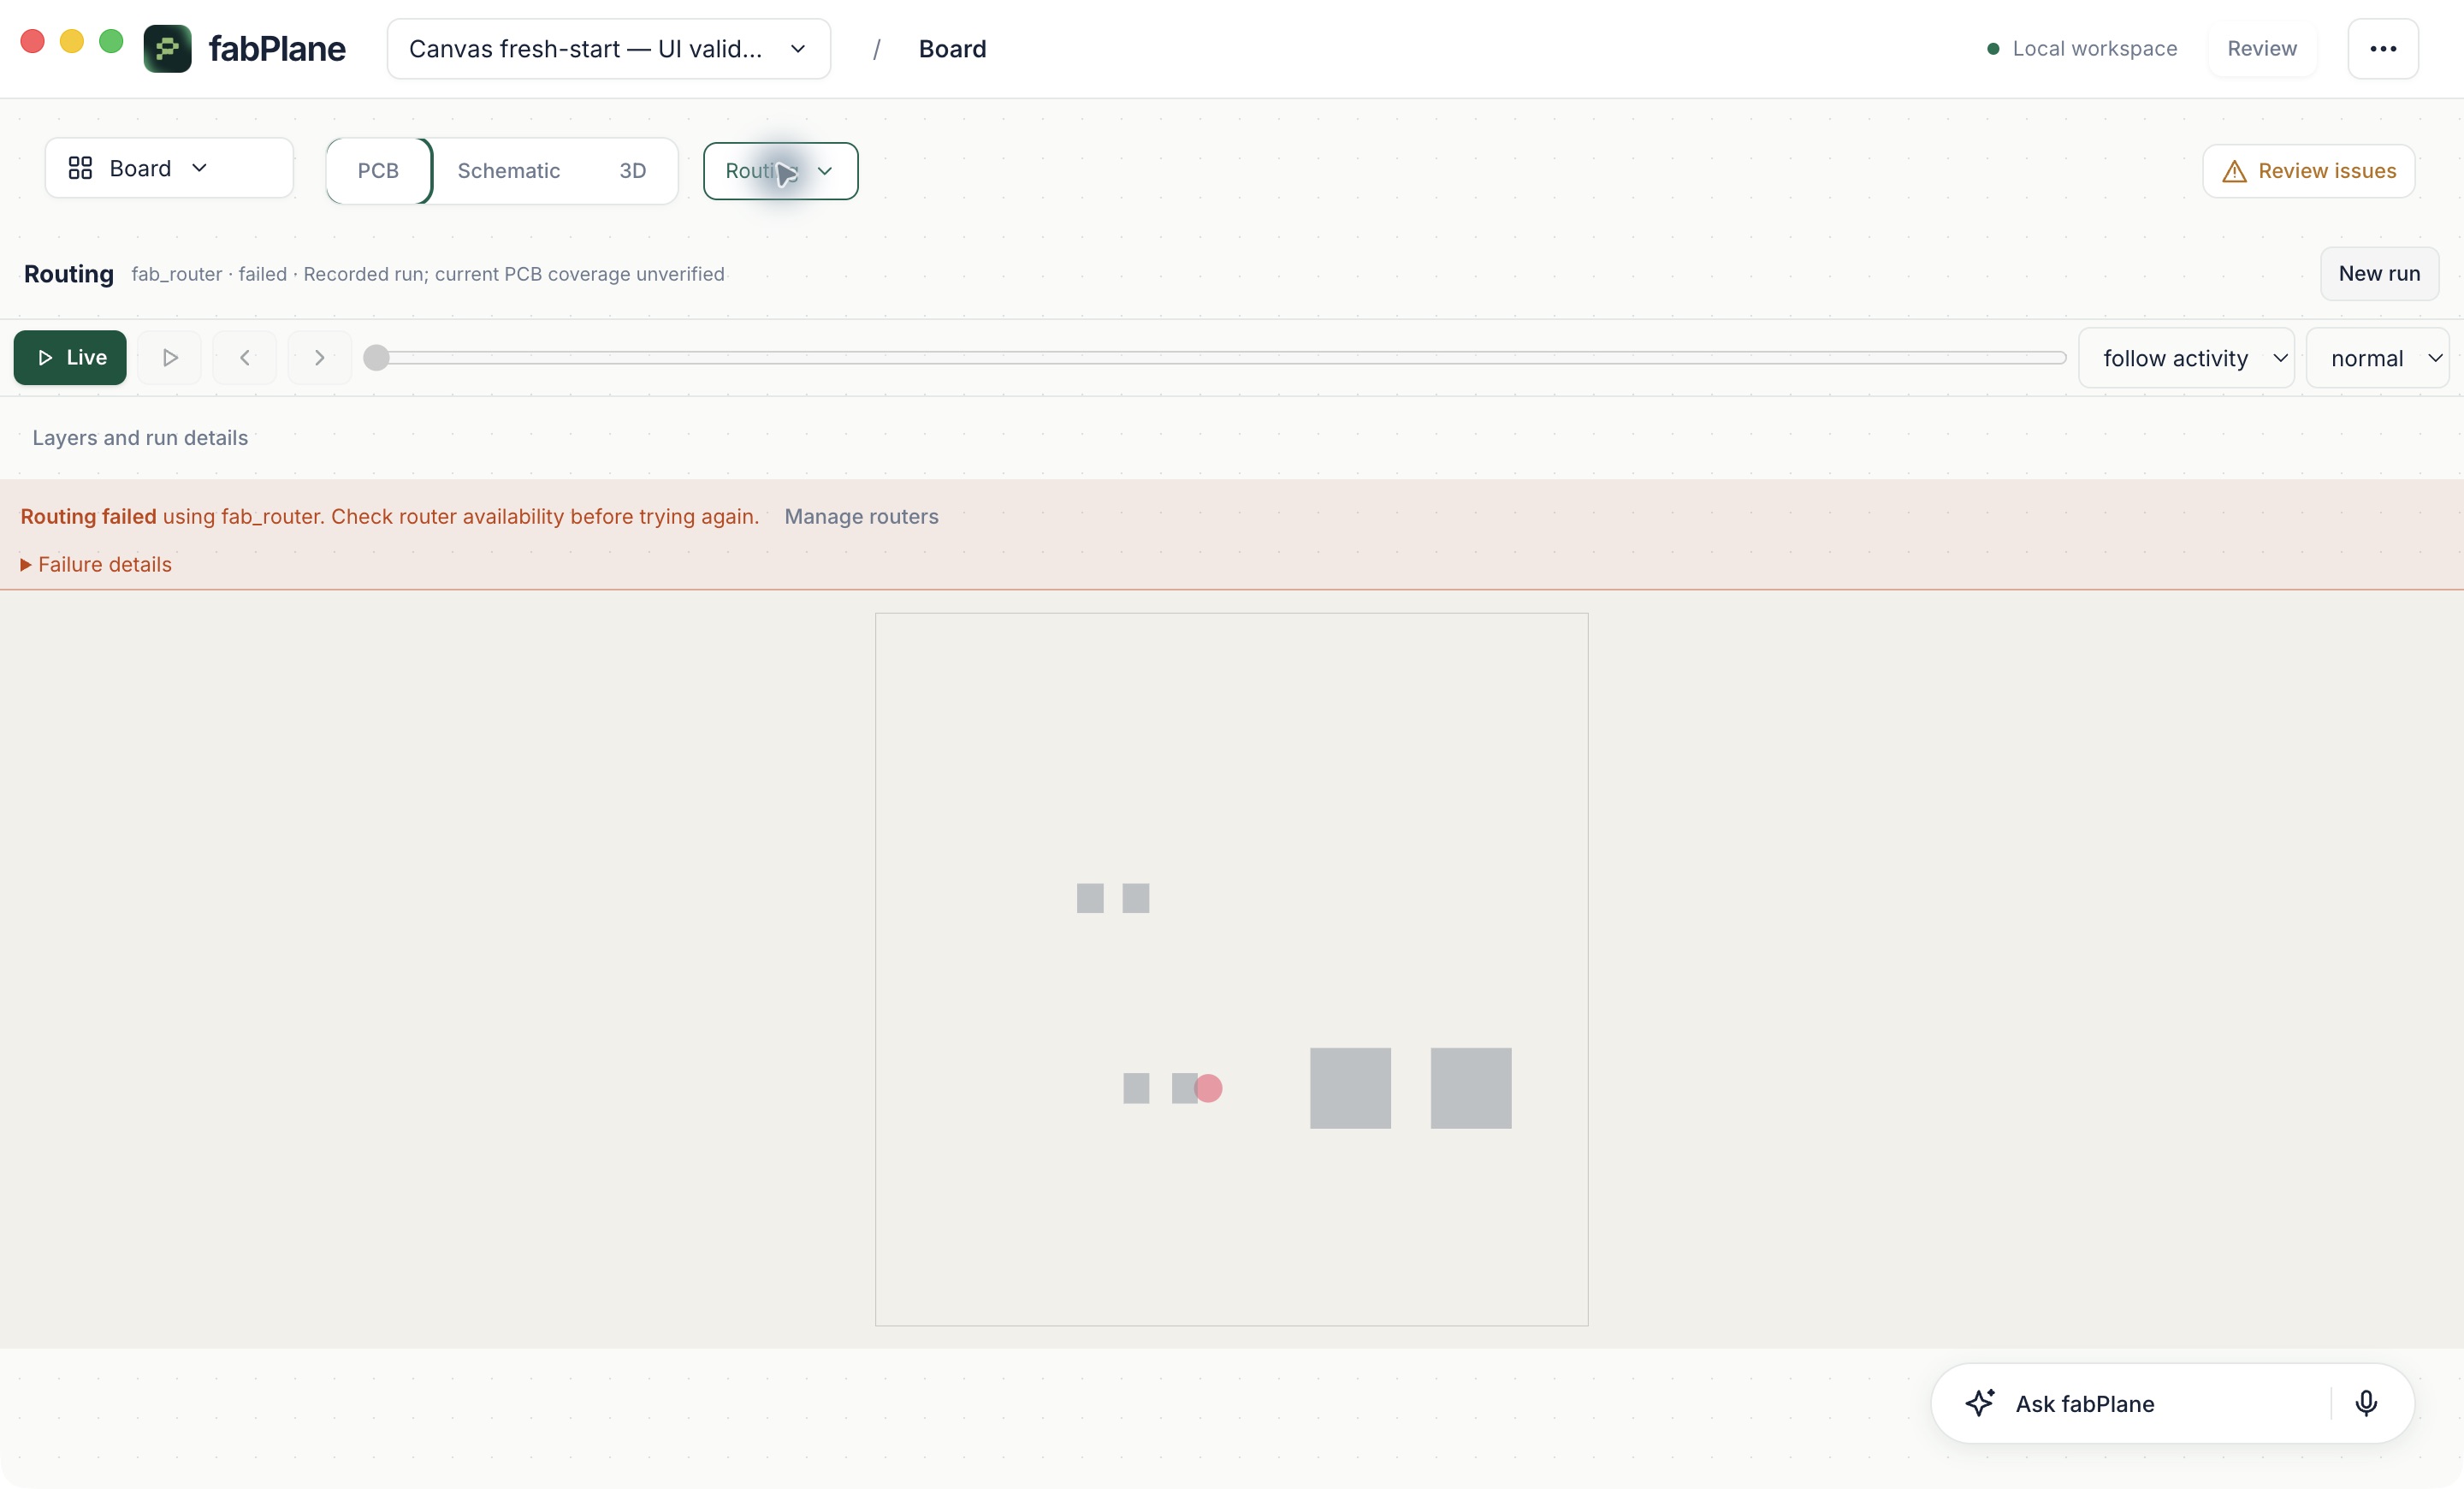 fabPlane
Canvas fresh-start — UI valid...
/
Board
Local workspace
Review
Board
PCB
Schematic
3D
Review issues
Routing
fab_router · failed · Recorded run; current PCB coverage unverified
New run
Live
follow activity
normal
Layers and run details
Routing failed using fab_router. Check router availability before trying again.
Manage routers
Failure details
Ask fabPlane